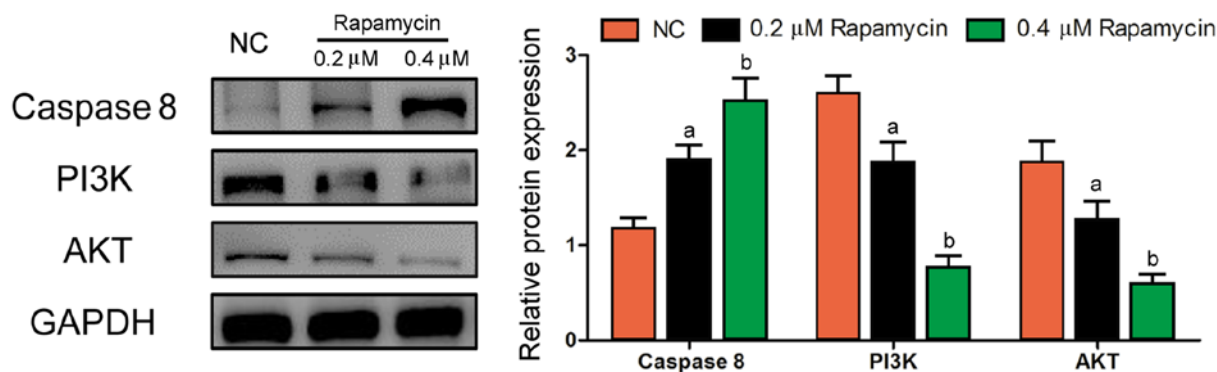 Rapamycin
NC 0.2 μM 0.4 μM
Caspase 8
PI3K
AKT
GAPDH
NC 0.2 μM Rapamycin 0.4 μM Rapamycin
Relative protein expression
3
2
1
0
b
a
a
b
a
b
Caspase 8 PI3K AKT